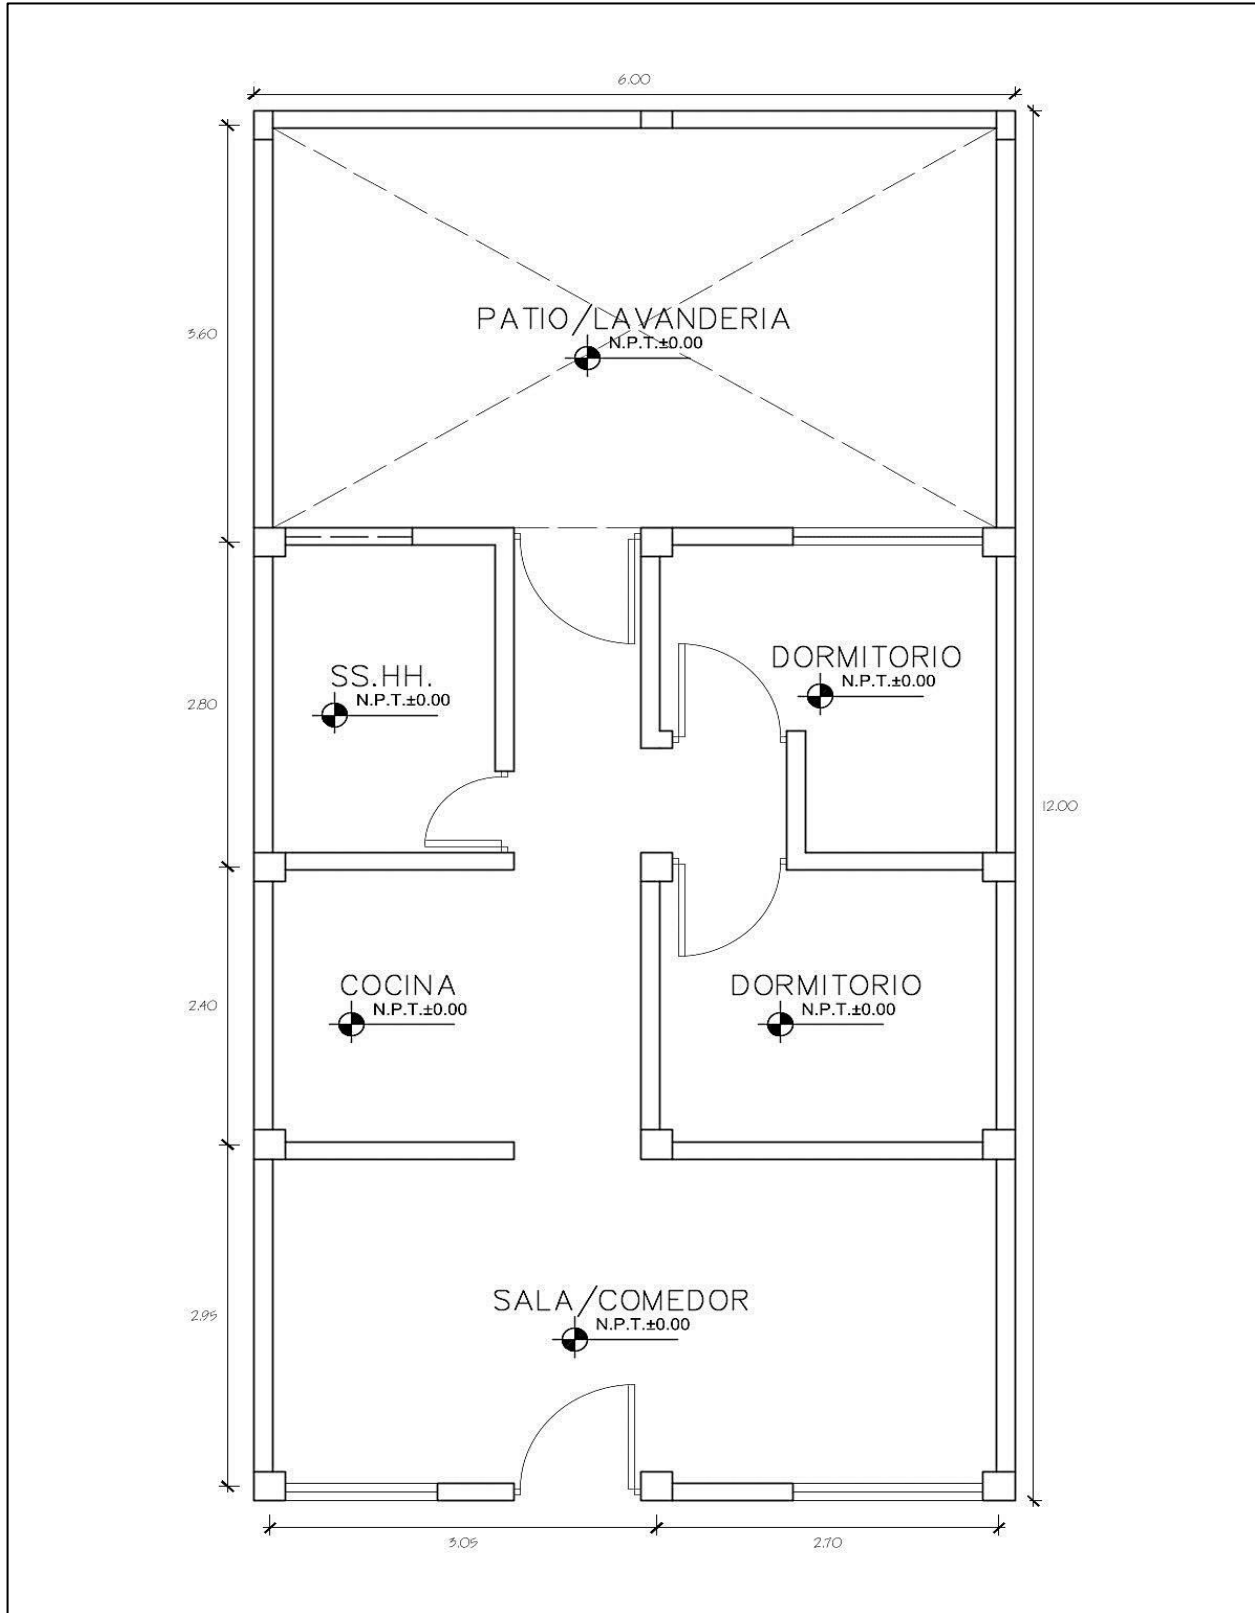 6.00
3.60
PATIO/LAVANDERIA
N.P.T.±0.00
DORMITORIO
N.P.T.±0.00
SS.HH.
N.P.T.±0.00
2.80
12.00
COCINA
N.P.T.±0.00
DORMITORIO
N.P.T.±0.00
2.40
SALA/COMEDOR
N.P.T.±0.00
2.95
3.05
2.70